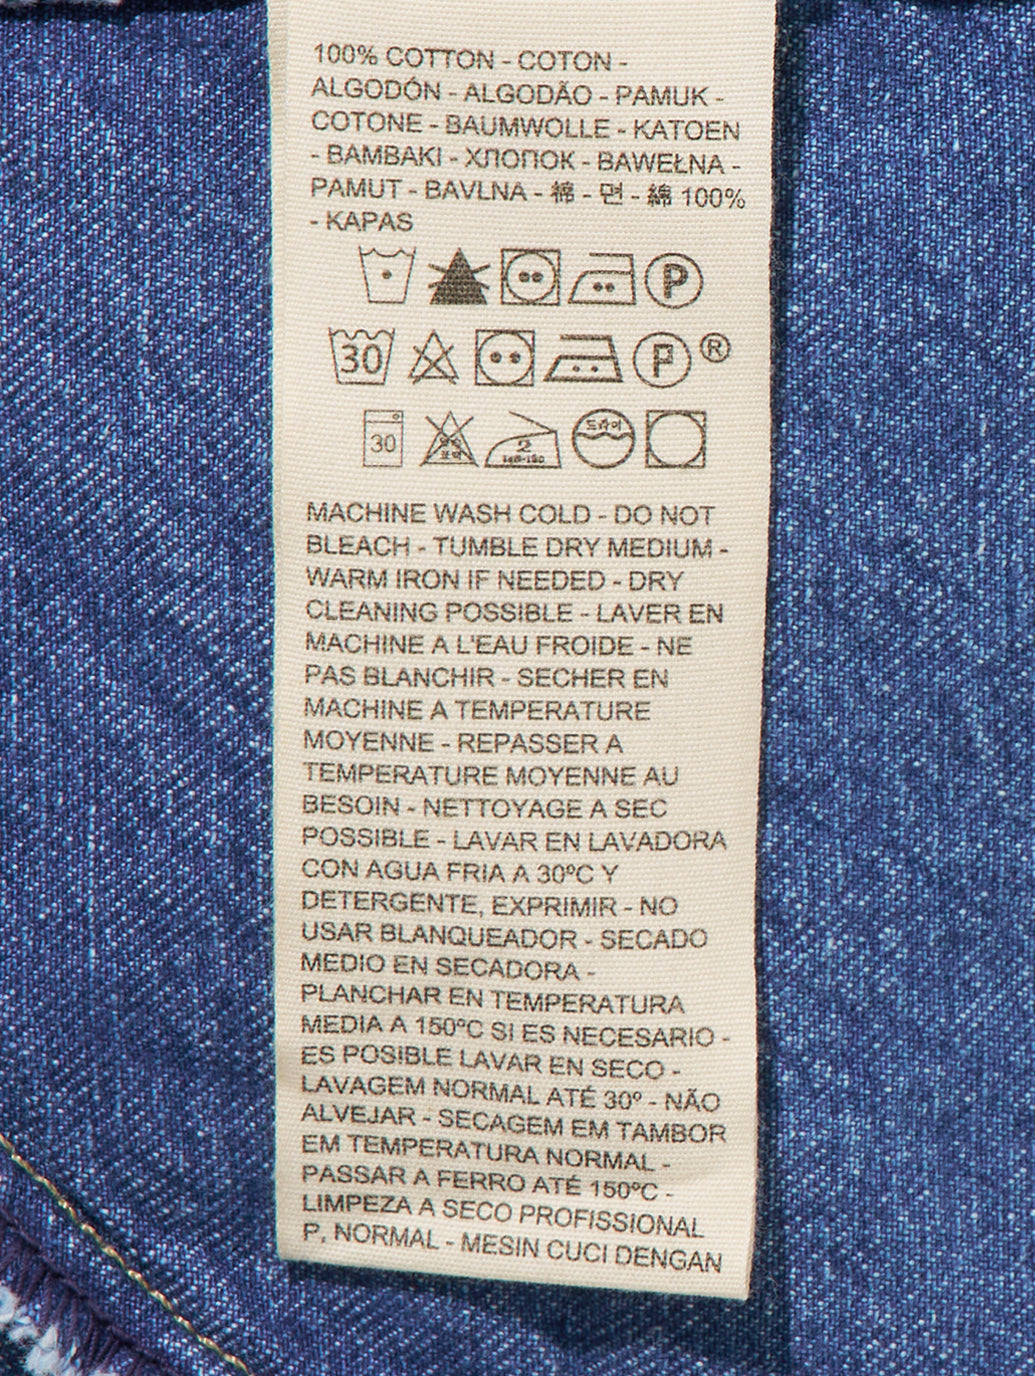 100% COTTON - COTON -
ALGODÓN - ALGODÃO - PAMUK -
COTONE - BAUMWOLLE - KATOEN
- BAMBAKI - ХЛОПОК - BAWEŁNA -
PAMUT - BAVLNA - 棉 - 면 - 綿 100%
- KAPAS
P
30 P ®
30 2 드라이
MACHINE WASH COLD - DO NOT
BLEACH - TUMBLE DRY MEDIUM -
WARM IRON IF NEEDED - DRY
CLEANING POSSIBLE - LAVER EN
MACHINE A L'EAU FROIDE - NE
PAS BLANCHIR - SECHER EN
MACHINE A TEMPERATURE
MOYENNE - REPASSER A
TEMPERATURE MOYENNE AU
BESOIN - NETTOYAGE A SEC
POSSIBLE - LAVAR EN LAVADORA
CON AGUA FRIA A 30ºC Y
DETERGENTE, EXPRIMIR - NO
USAR BLANQUEADOR - SECADO
MEDIO EN SECADORA -
PLANCHAR EN TEMPERATURA
MEDIA A 150ºC SI ES NECESARIO -
ES POSIBLE LAVAR EN SECO -
LAVAGEM NORMAL ATÉ 30º - NÃO
ALVEJAR - SECAGEM EM TAMBOR
EM TEMPERATURA NORMAL -
PASSAR A FERRO ATÉ 150ºC -
LIMPEZA A SECO PROFISSIONAL
P, NORMAL - MESIN CUCI DENGAN